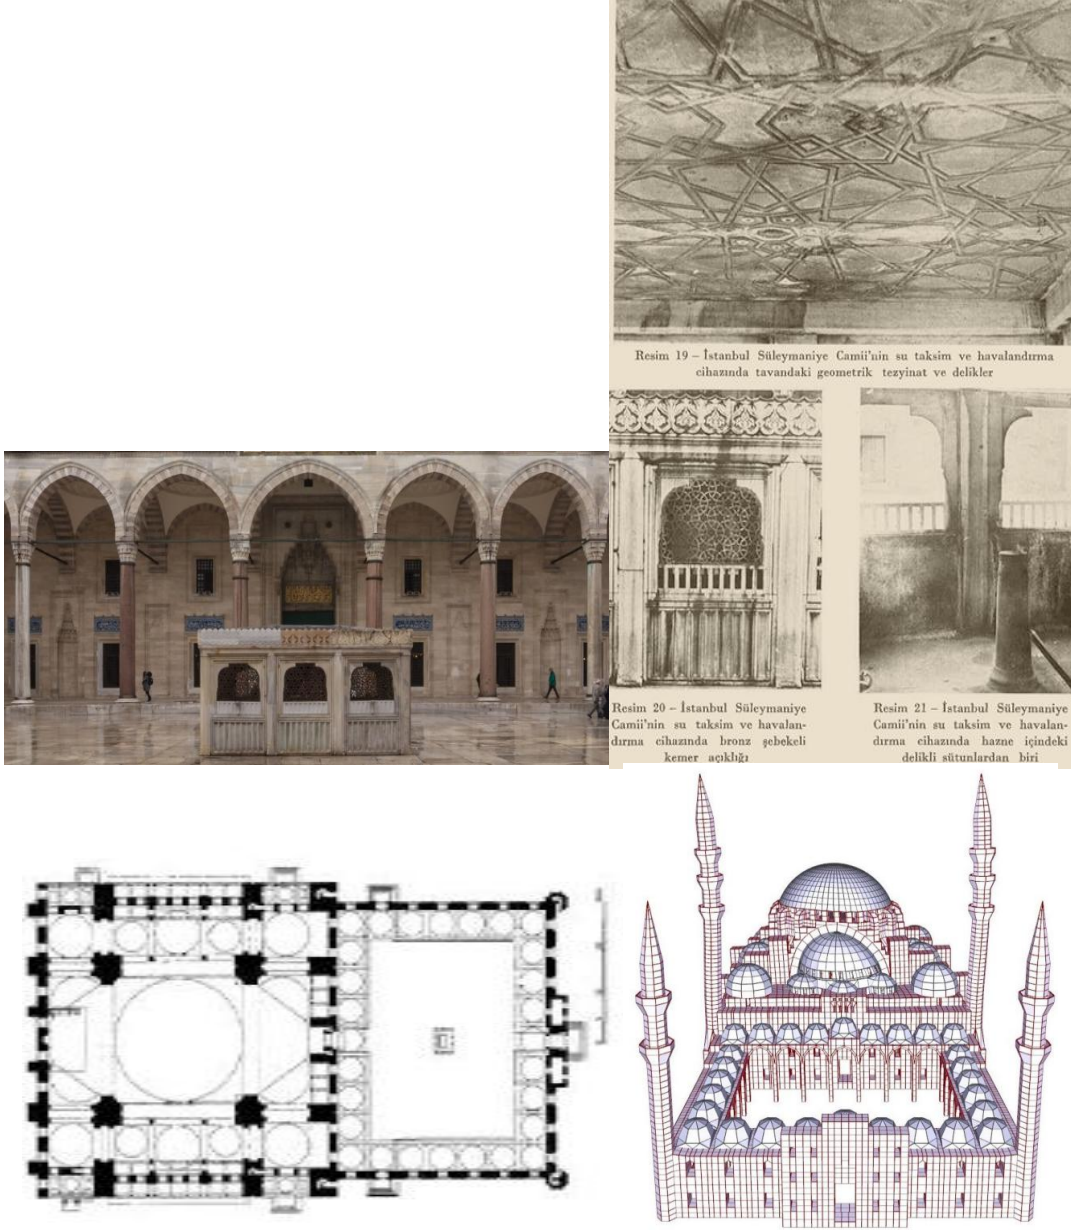 Resim 19 – İstanbul Süleymaniye Camii'nin su taksim ve havalandırma
cihazında tavandaki geometrik tezyinat ve delikler
Resim 20 – İstanbul Süleymaniye
Camii'nin su taksim ve havalan-
dırma cihazında bronz şebekeli
kemer açıklığı
Resim 21 – İstanbul Süleymaniye
Camii'nin su taksim ve havalan-
dırma cihazında hazne içindeki
delikli sütunlardan biri